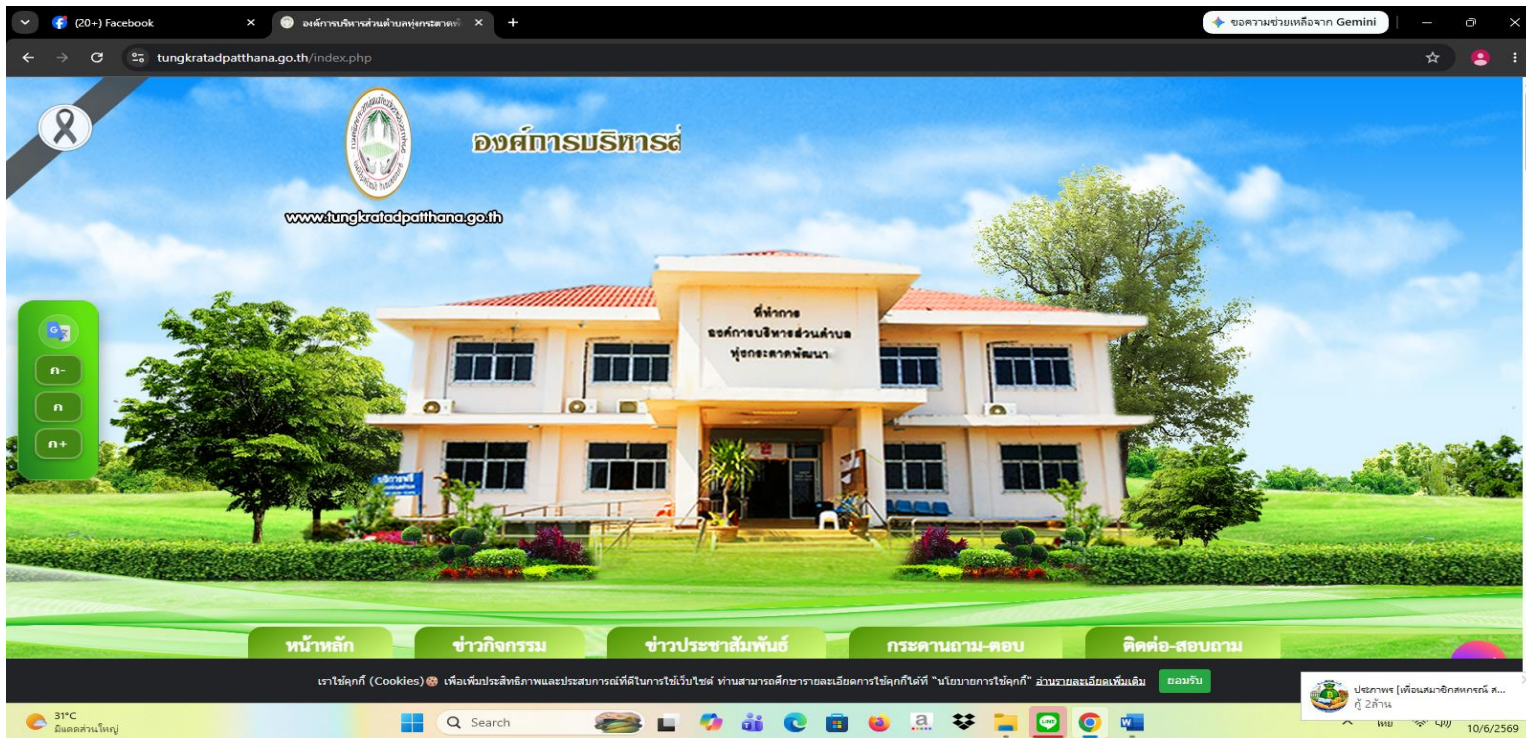 (20+) Facebook
องค์การบริหารส่วนตำบลทุ่งกระตาดพั
ขอความช่วยเหลือจาก Gemini
tungkratadpatthana.go.th/index.php
องค์การบริหารส่
www.tungkratadpatthana.go.th
ที่ทำการ
องค์การบริหารส่วนตำบล
ทุ่งกระตาดพัฒนา
ก-
ก
ก+
บริการฟรี
หน้าหลัก
ข่าวกิจกรรม
ข่าวประชาสัมพันธ์
กระดานถาม-ตอบ
ติดต่อ-สอบถาม
เราใช้คุกกี้ (Cookies)🍪 เพื่อเพิ่มประสิทธิภาพและประสบการณ์ที่ดีในการใช้เว็บไซต์ ท่านสามารถศึกษารายละเอียดการใช้คุกกี้ได้ที่ "นโยบายการใช้คุกกี้" อ่านรายละเอียดเพิ่มเติม
ยอมรับ
ประภาพร [เพื่อนสมาชิกสหกรณ์ ส...
กู้ 2ล้าน
31°C
มีแดดส่วนใหญ่
Search
ไทย
10/6/2569